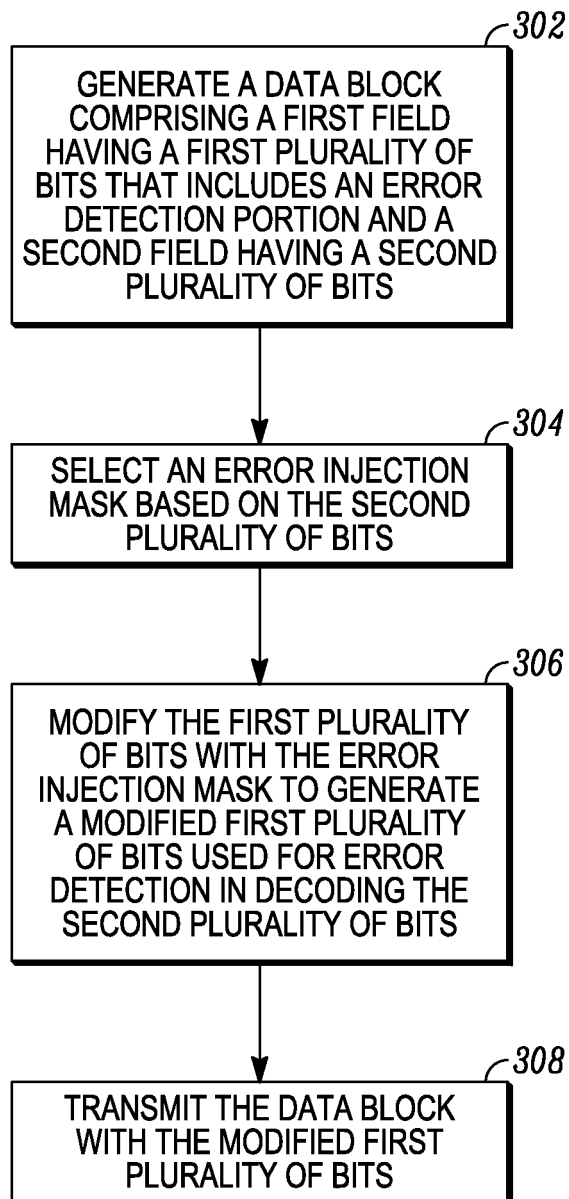 302
GENERATE A DATA BLOCK
COMPRISING A FIRST FIELD
HAVING A FIRST PLURALITY OF
BITS THAT INCLUDES AN ERROR
DETECTION PORTION AND A
SECOND FIELD HAVING A SECOND
PLURALITY OF BITS
304
SELECT AN ERROR INJECTION
MASK BASED ON THE SECOND
PLURALITY OF BITS
306
MODIFY THE FIRST PLURALITY
OF BITS WITH THE ERROR
INJECTION MASK TO GENERATE
A MODIFIED FIRST PLURALITY
OF BITS USED FOR ERROR
DETECTION IN DECODING THE
SECOND PLURALITY OF BITS
308
TRANSMIT THE DATA BLOCK
WITH THE MODIFIED FIRST
PLURALITY OF BITS